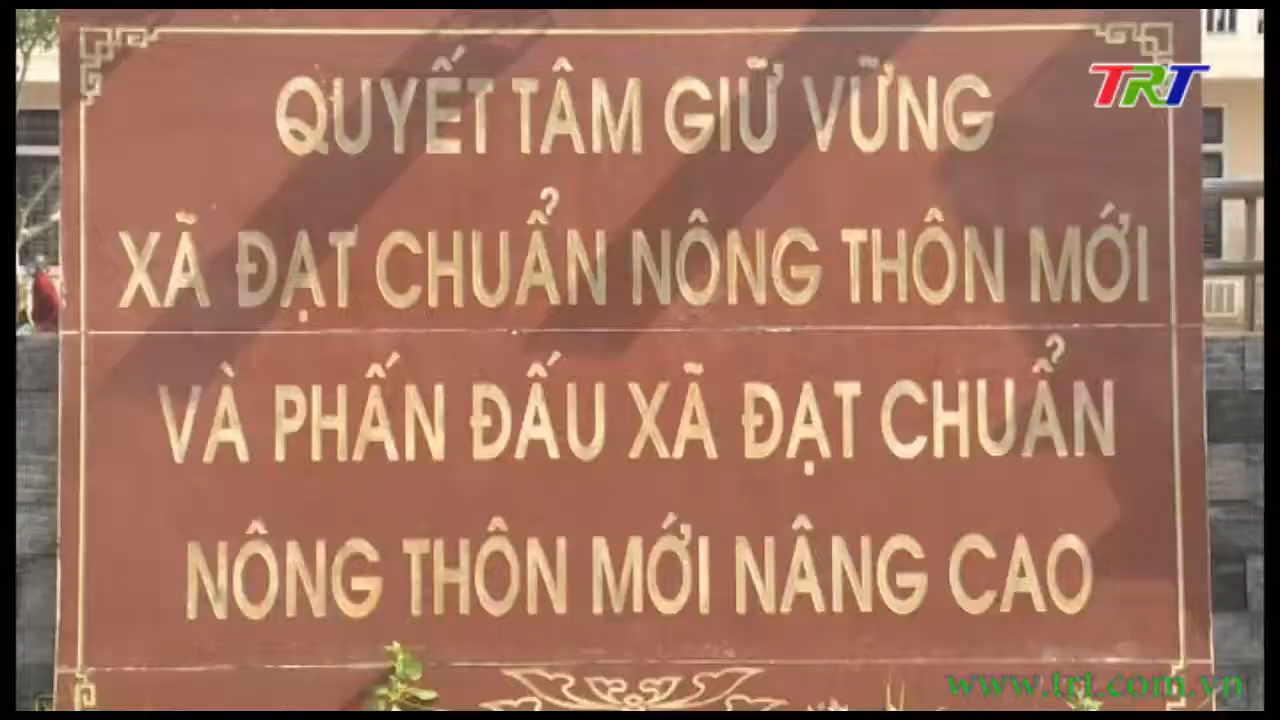 TRT
QUYẾT TÂM GIỮ VỮNG
XÃ ĐẠT CHUẨN NÔNG THÔN MỚI
VÀ PHẤN ĐẤU XÃ ĐẠT CHUẨN
NÔNG THÔN MỚI NÂNG CAO
www.trt.com.vn